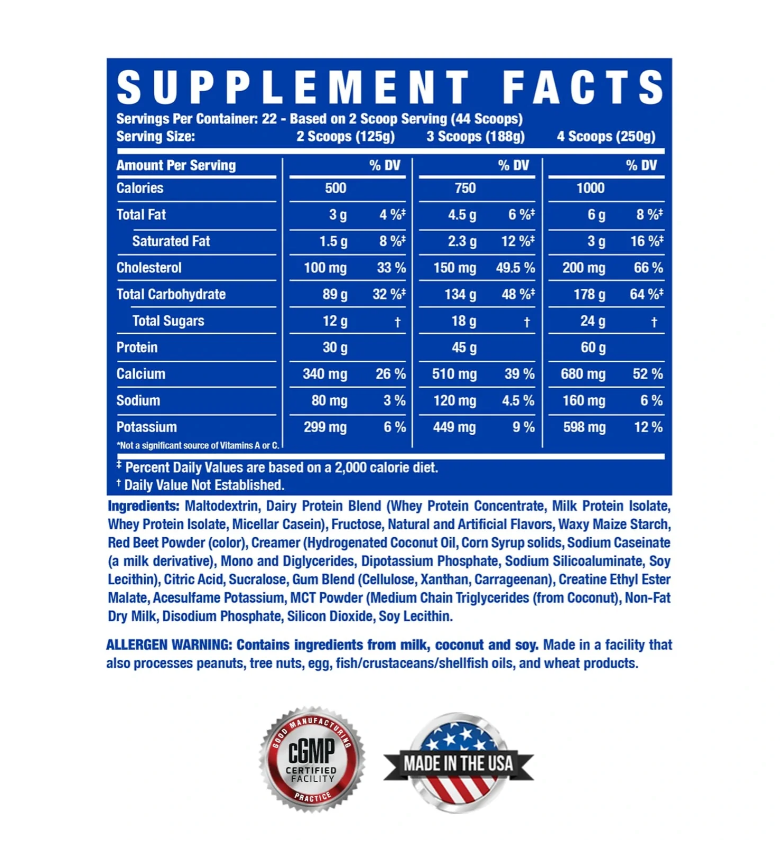 SUPPLEMENT FACTS
Servings Per Container: 22 - Based on 2 Scoop Serving (44 Scoops)
Serving Size: 2 Scoops (125g) 3 Scoops (188g) 4 Scoops (250g)
Amount Per Serving % DV % DV % DV
Calories 500 750 1000
Total Fat 3 g 4 %‡ 4.5 g 6 %‡ 6 g 8 %‡
Saturated Fat 1.5 g 8 %‡ 2.3 g 12 %‡ 3 g 16 %‡
Cholesterol 100 mg 33 % 150 mg 49.5 % 200 mg 66 %
Total Carbohydrate 89 g 32 %‡ 134 g 48 %‡ 178 g 64 %‡
Total Sugars 12 g † 18 g † 24 g †
Protein 30 g 45 g 60 g
Calcium 340 mg 26 % 510 mg 39 % 680 mg 52 %
Sodium 80 mg 3 % 120 mg 4.5 % 160 mg 6 %
Potassium 299 mg 6 % 449 mg 9 % 598 mg 12 %
*Not a significant source of Vitamins A or C.
‡ Percent Daily Values are based on a 2,000 calorie diet.
† Daily Value Not Established.
Ingredients: Maltodextrin, Dairy Protein Blend (Whey Protein Concentrate, Milk Protein Isolate,
Whey Protein Isolate, Micellar Casein), Fructose, Natural and Artificial Flavors, Waxy Maize Starch,
Red Beet Powder (color), Creamer (Hydrogenated Coconut Oil, Corn Syrup solids, Sodium Caseinate
(a milk derivative), Mono and Diglycerides, Dipotassium Phosphate, Sodium Silicoaluminate, Soy
Lecithin), Citric Acid, Sucralose, Gum Blend (Cellulose, Xanthan, Carrageenan), Creatine Ethyl Ester
Malate, Acesulfame Potassium, MCT Powder (Medium Chain Triglycerides (from Coconut), Non-Fat
Dry Milk, Disodium Phosphate, Silicon Dioxide, Soy Lecithin.
ALLERGEN WARNING: Contains ingredients from milk, coconut and soy. Made in a facility that
also processes peanuts, tree nuts, egg, fish/crustaceans/shellfish oils, and wheat products.
GOOD MANUFACTURING
cGMP
CERTIFIED
FACILITY
PRACTICE
MADE IN THE USA